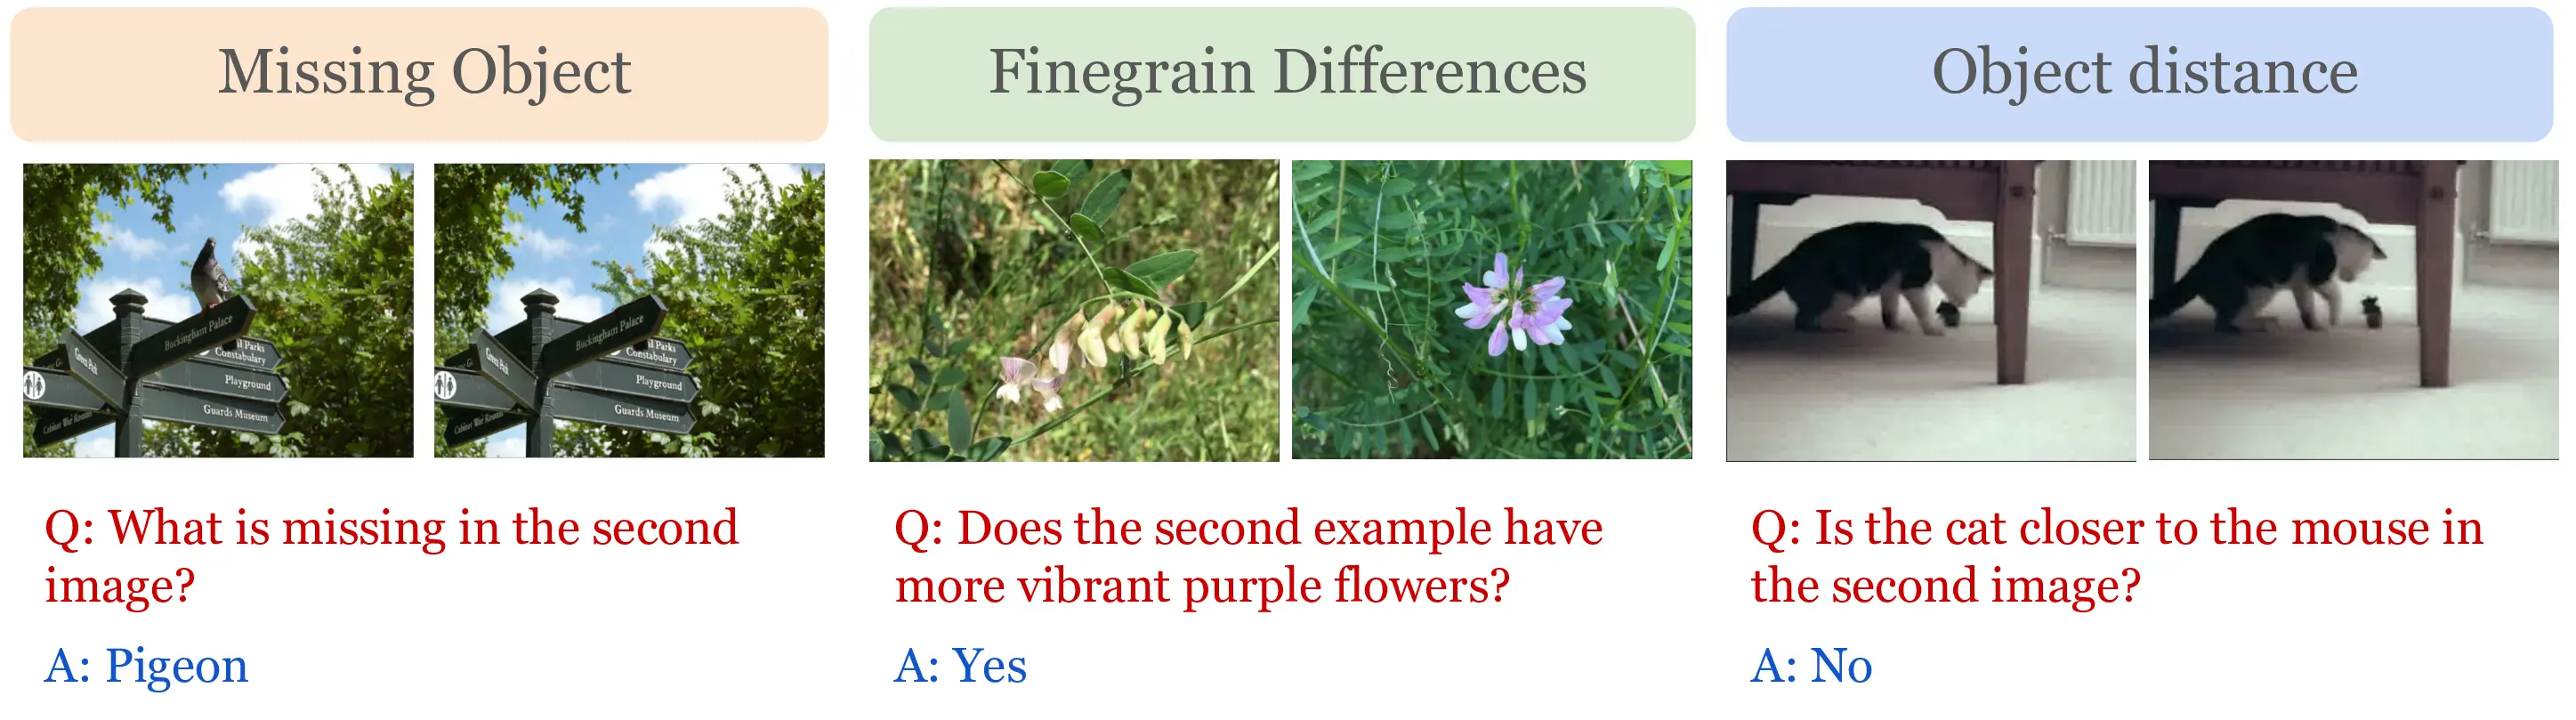 Missing Object
Finegrain Differences
Object distance
Buckingham Palace
Green Park
il Parks
Constabulary
Playground
Guards Museum
Cabinet War Rooms
Buckingham Palace
Green Park
il Parks
Constabulary
Playground
Guards Museum
Cabinet War Rooms
Q: What is missing in the second
image?
A: Pigeon
Q: Does the second example have
more vibrant purple flowers?
A: Yes
Q: Is the cat closer to the mouse in
the second image?
A: No